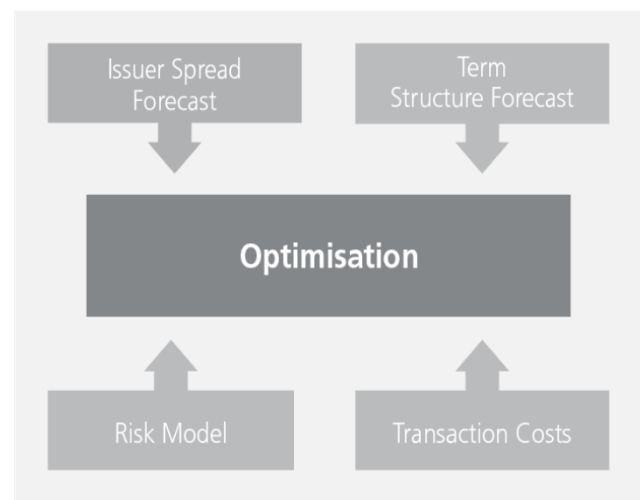 Issuer Spread
Forecast
Term
Structure Forecast
Optimisation
Risk Model
Transaction Costs